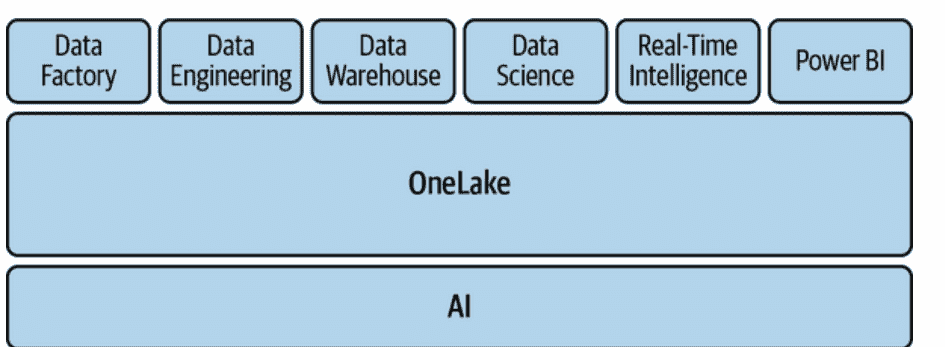 Data
Factory
Data
Engineering
Data
Warehouse
Data
Science
Real-Time
Intelligence
Power BI
OneLake
AI